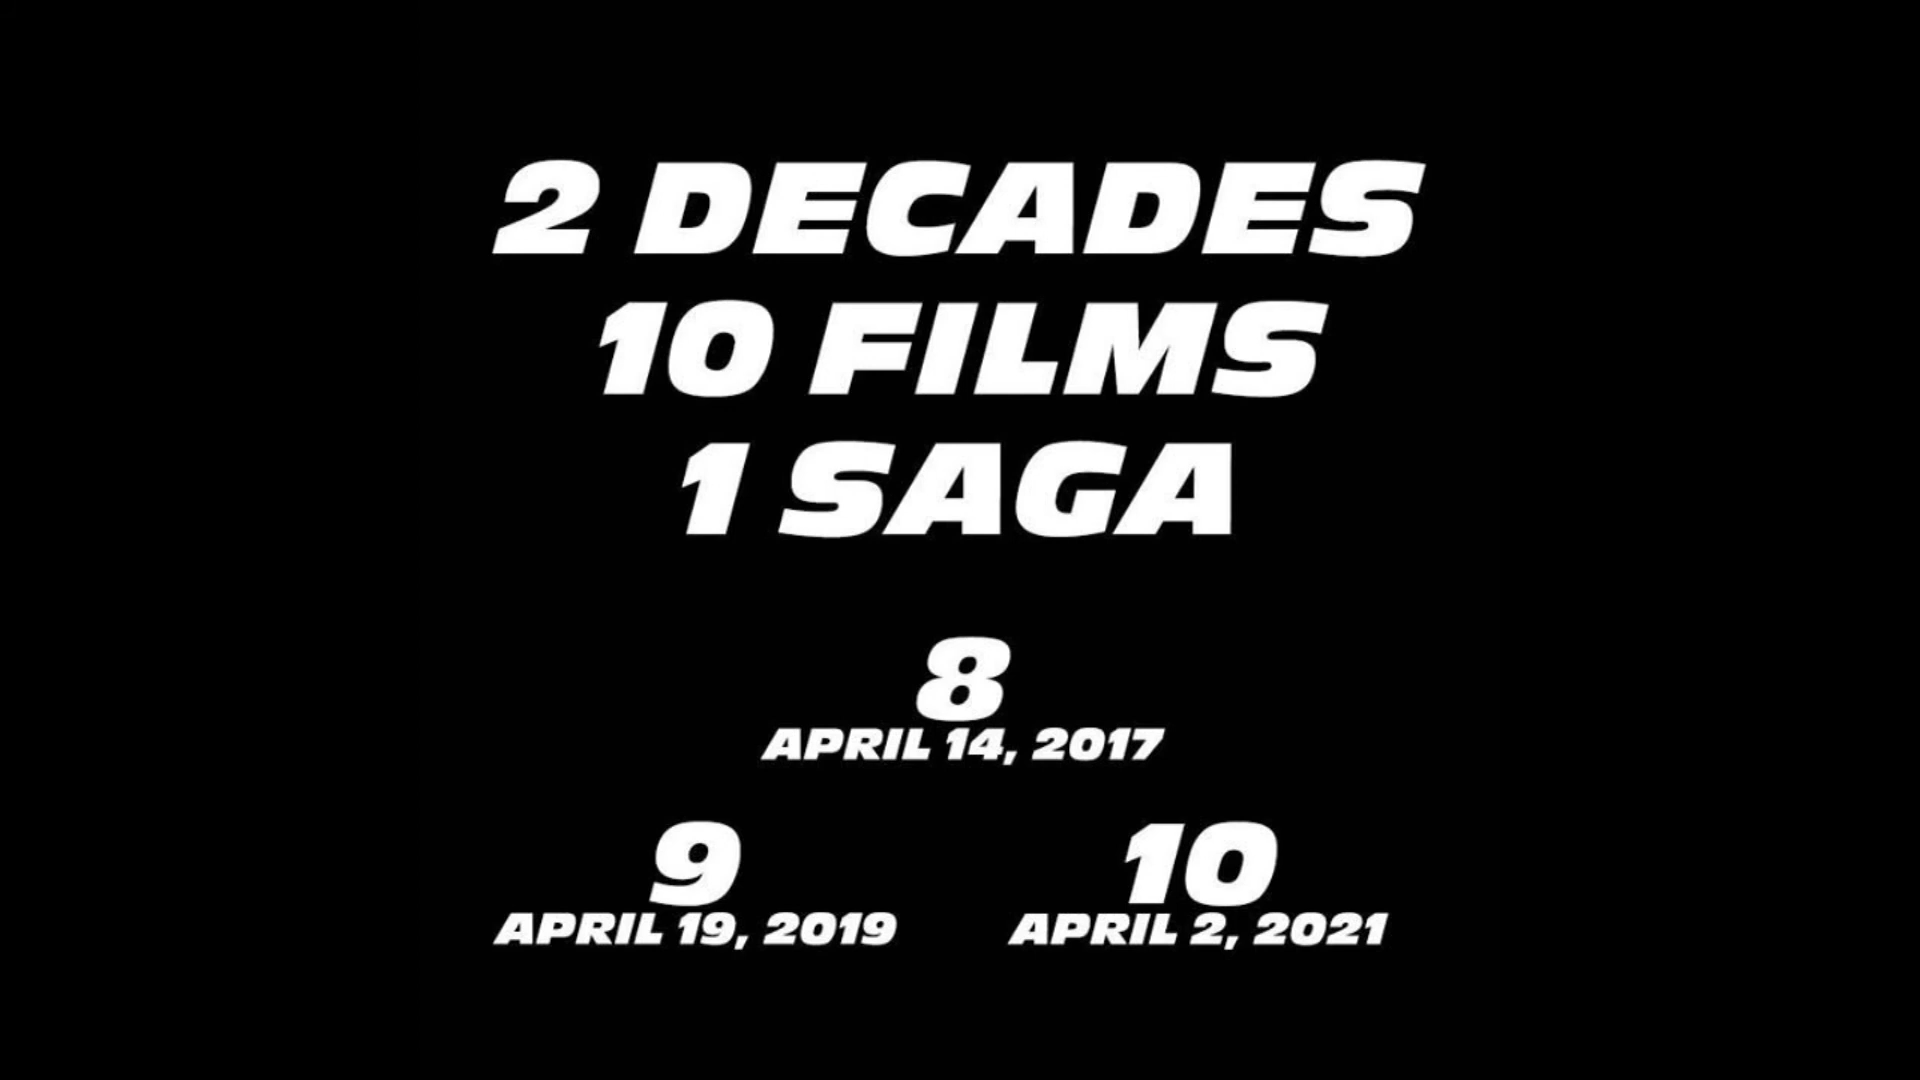 2 DECADES
10 FILMS
1 SAGA
8
APRIL 14, 2017
9
APRIL 19, 2019
10
APRIL 2, 2021